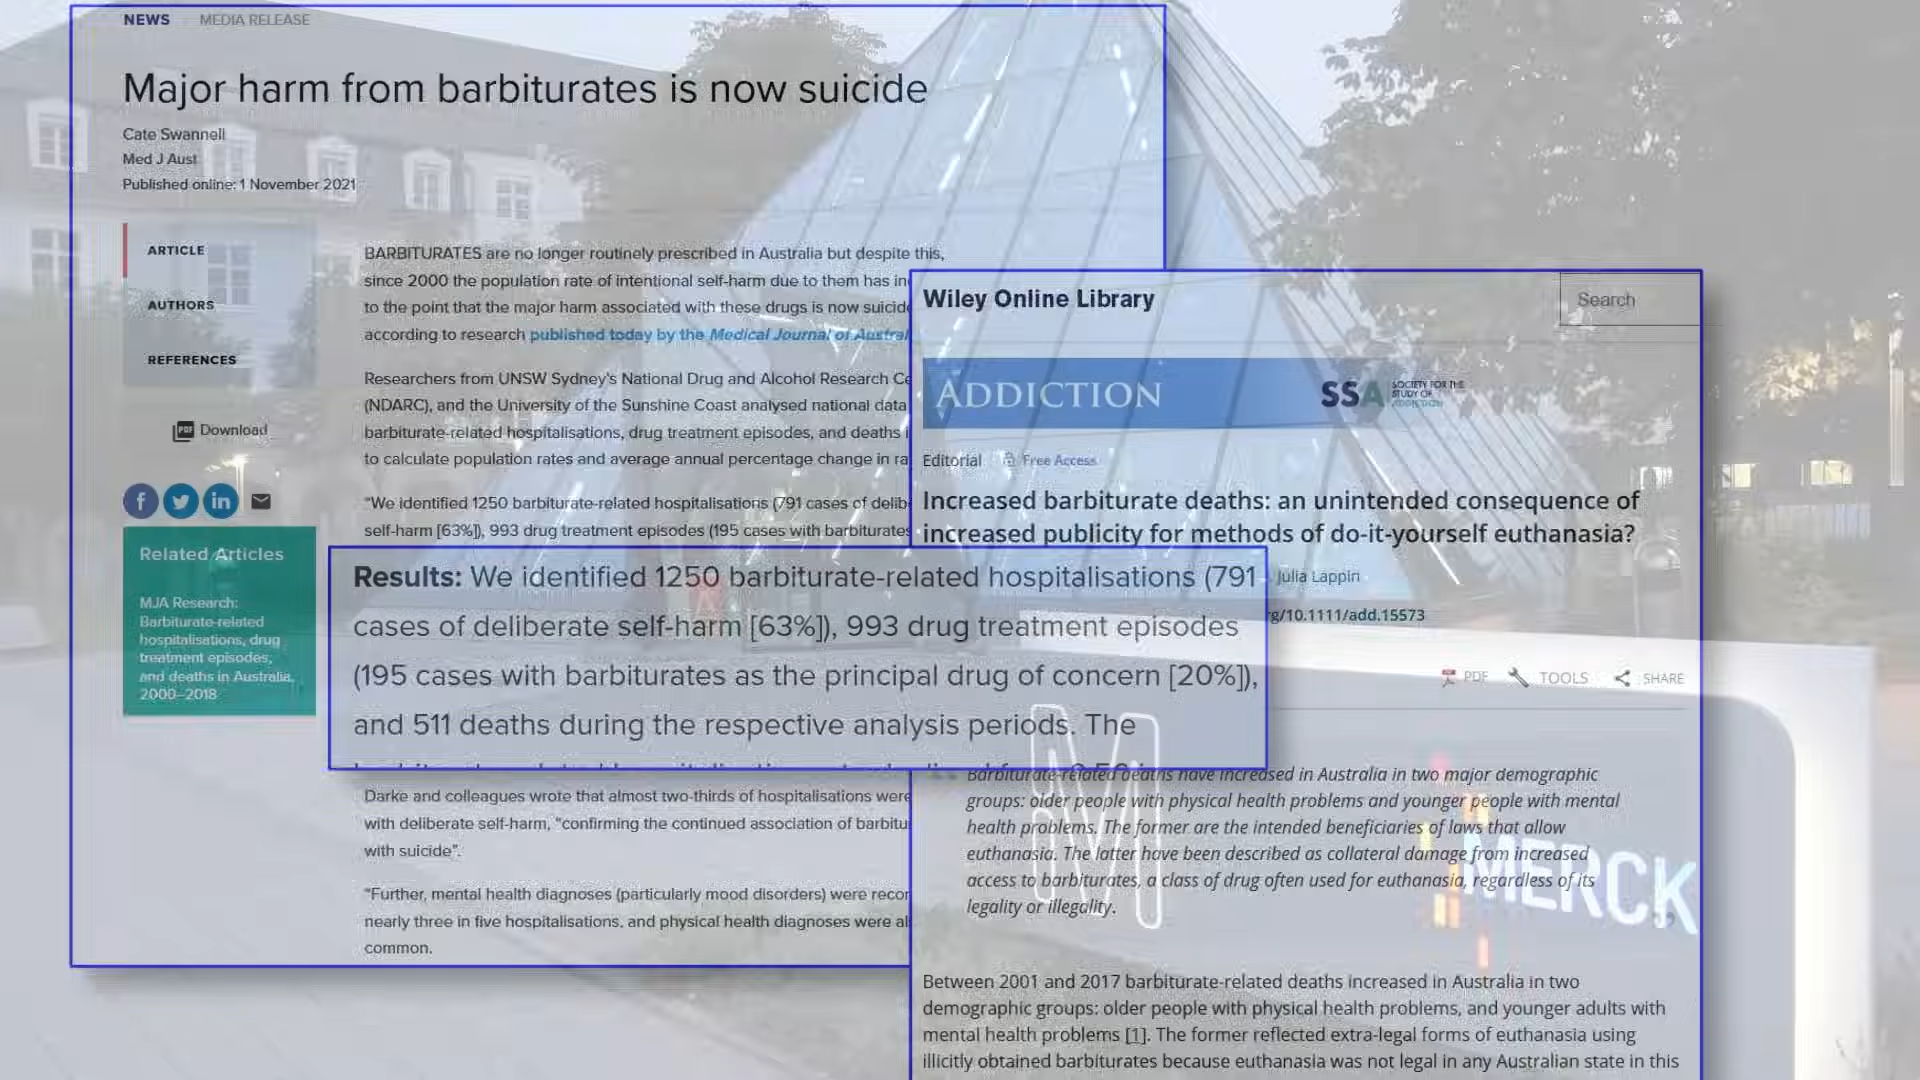 NEWS MEDIA RELEASE
Major harm from barbiturates is now suicide
Cate Swannell
Med J Aust
Published online: 1 November 2021
ARTICLE
AUTHORS
REFERENCES
Download
Related Articles
MJA Research:
Barbiturate-related
hospitalisations, drug
treatment episodes,
and deaths in Australia,
2000–2018
BARBITURATES are no longer routinely prescribed in Australia but despite this,
since 2000 the population rate of intentional self-harm due to them has in
to the point that the major harm associated with these drugs is now suicide
according to research published today by the Medical Journal of Austral
Researchers from UNSW Sydney's National Drug and Alcohol Research Ce
(NDARC), and the University of the Sunshine Coast analysed national data
barbiturate-related hospitalisations, drug treatment episodes, and deaths i
to calculate population rates and average annual percentage change in ra
“We identified 1250 barbiturate-related hospitalisations (791 cases of delib
self-harm [63%]), 993 drug treatment episodes (195 cases with barbiturates
Results: We identified 1250 barbiturate-related hospitalisations (791
cases of deliberate self-harm [63%]), 993 drug treatment episodes
(195 cases with barbiturates as the principal drug of concern [20%]),
and 511 deaths during the respective analysis periods. The
Darke and colleagues wrote that almost two-thirds of hospitalisations were
with deliberate self-harm, “confirming the continued association of barbitu
with suicide”.
“Further, mental health diagnoses (particularly mood disorders) were recor
nearly three in five hospitalisations, and physical health diagnoses were al
common.
Wiley Online Library
Search
ADDICTION
SSA SOCIETY FOR THE
STUDY OF
ADDICTION
Editorial Free Access
Increased barbiturate deaths: an unintended consequence of
increased publicity for methods of do-it-yourself euthanasia?
Julia Lappin
rg/10.1111/add.15573
PDF TOOLS SHARE
Barbiturate-related deaths have increased in Australia in two major demographic
groups: older people with physical health problems and younger people with mental
health problems. The former are the intended beneficiaries of laws that allow
euthanasia. The latter have been described as collateral damage from increased
access to barbiturates, a class of drug often used for euthanasia, regardless of its
legality or illegality.
M MERCK
Between 2001 and 2017 barbiturate-related deaths increased in Australia in two
demographic groups: older people with physical health problems, and younger adults with
mental health problems [1]. The former reflected extra-legal forms of euthanasia using
illicitly obtained barbiturates because euthanasia was not legal in any Australian state in this